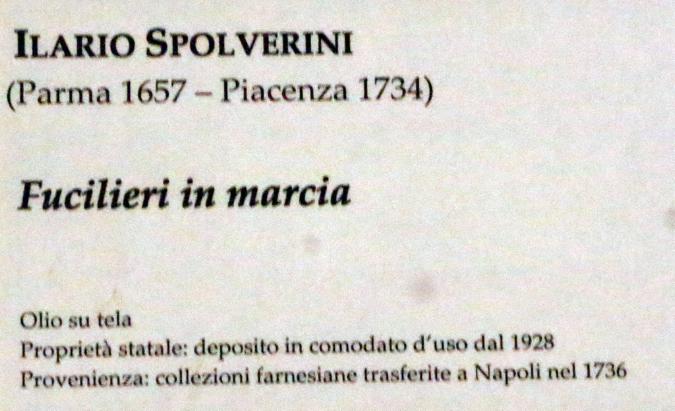 ILARIO SPOLVERINI
(Parma 1657 – Piacenza 1734)
Fucilieri in marcia
Olio su tela
Proprietà statale: deposito in comodato d'uso dal 1928
Provenienza: collezioni farnesiane trasferite a Napoli nel 1736